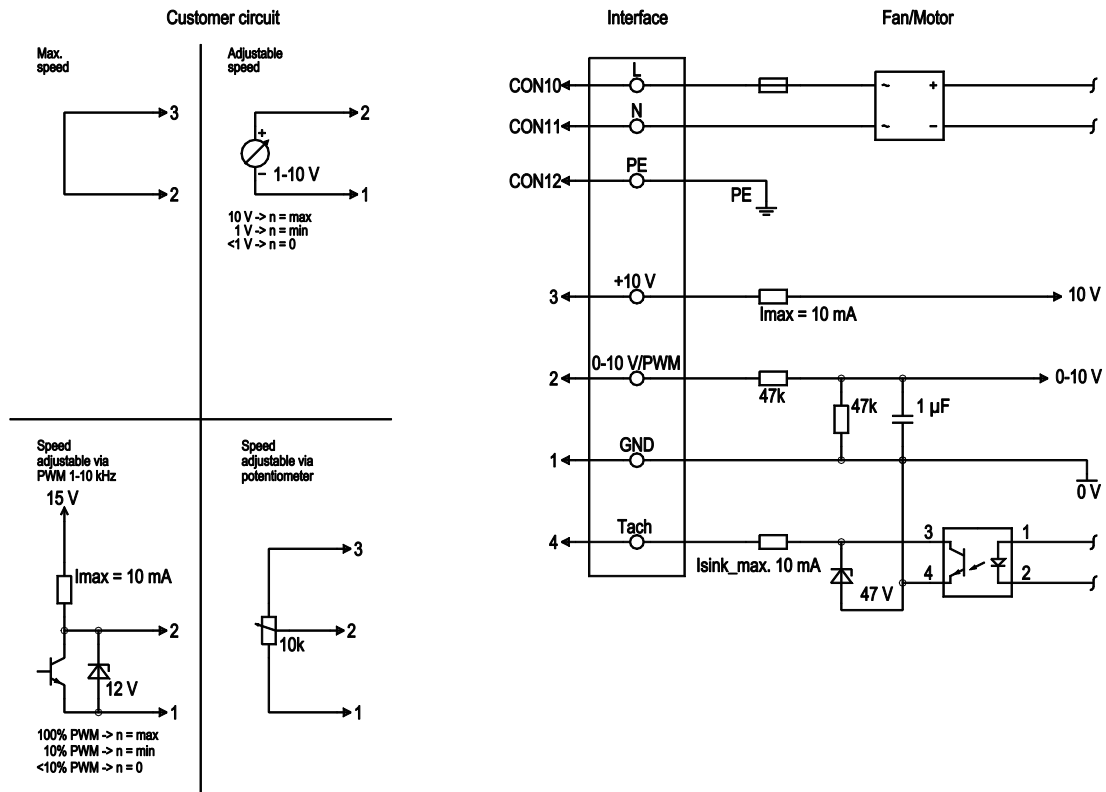 Customer circuit
Interface
Fan/Motor
Max.
speed
3
2
Adjustable
speed
2
+
–
1-10 V
1
10 V -> n = max
1 V -> n = min
<1 V -> n = 0
Speed
adjustable via
PWM 1-10 kHz
15 V
Imax = 10 mA
2
12 V
1
100% PWM -> n = max
10% PWM -> n = min
<10% PWM -> n = 0
Speed
adjustable via
potentiometer
3
2
10k
1
L
CON10
~ +
N
CON11
~ –
PE
CON12
PE
+10 V
3
10 V
Imax = 10 mA
0-10 V/PWM
2
0-10 V
47k
47k
1 µF
GND
1
0 V
Tach
4
3
1
Isink_max. 10 mA
4
2
47 V